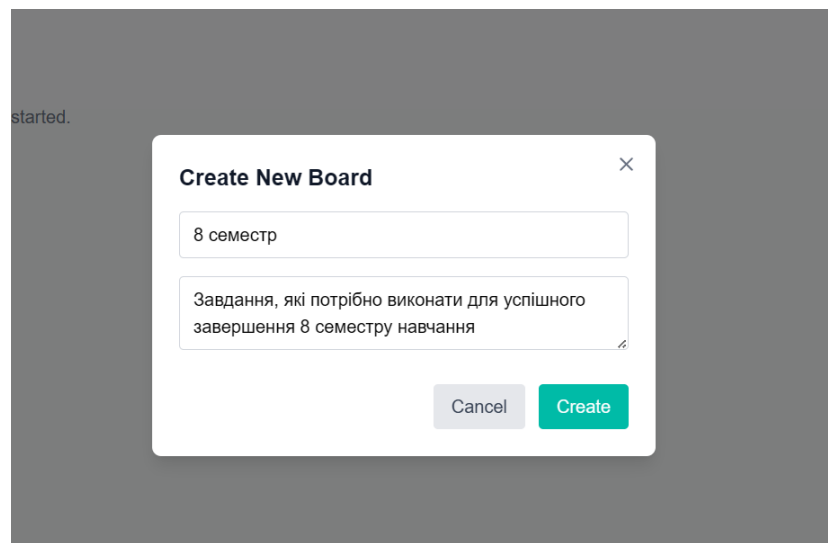 started.
Create New Board
8 семестр
Завдання, які потрібно виконати для успішного
завершення 8 семестру навчання
Cancel
Create